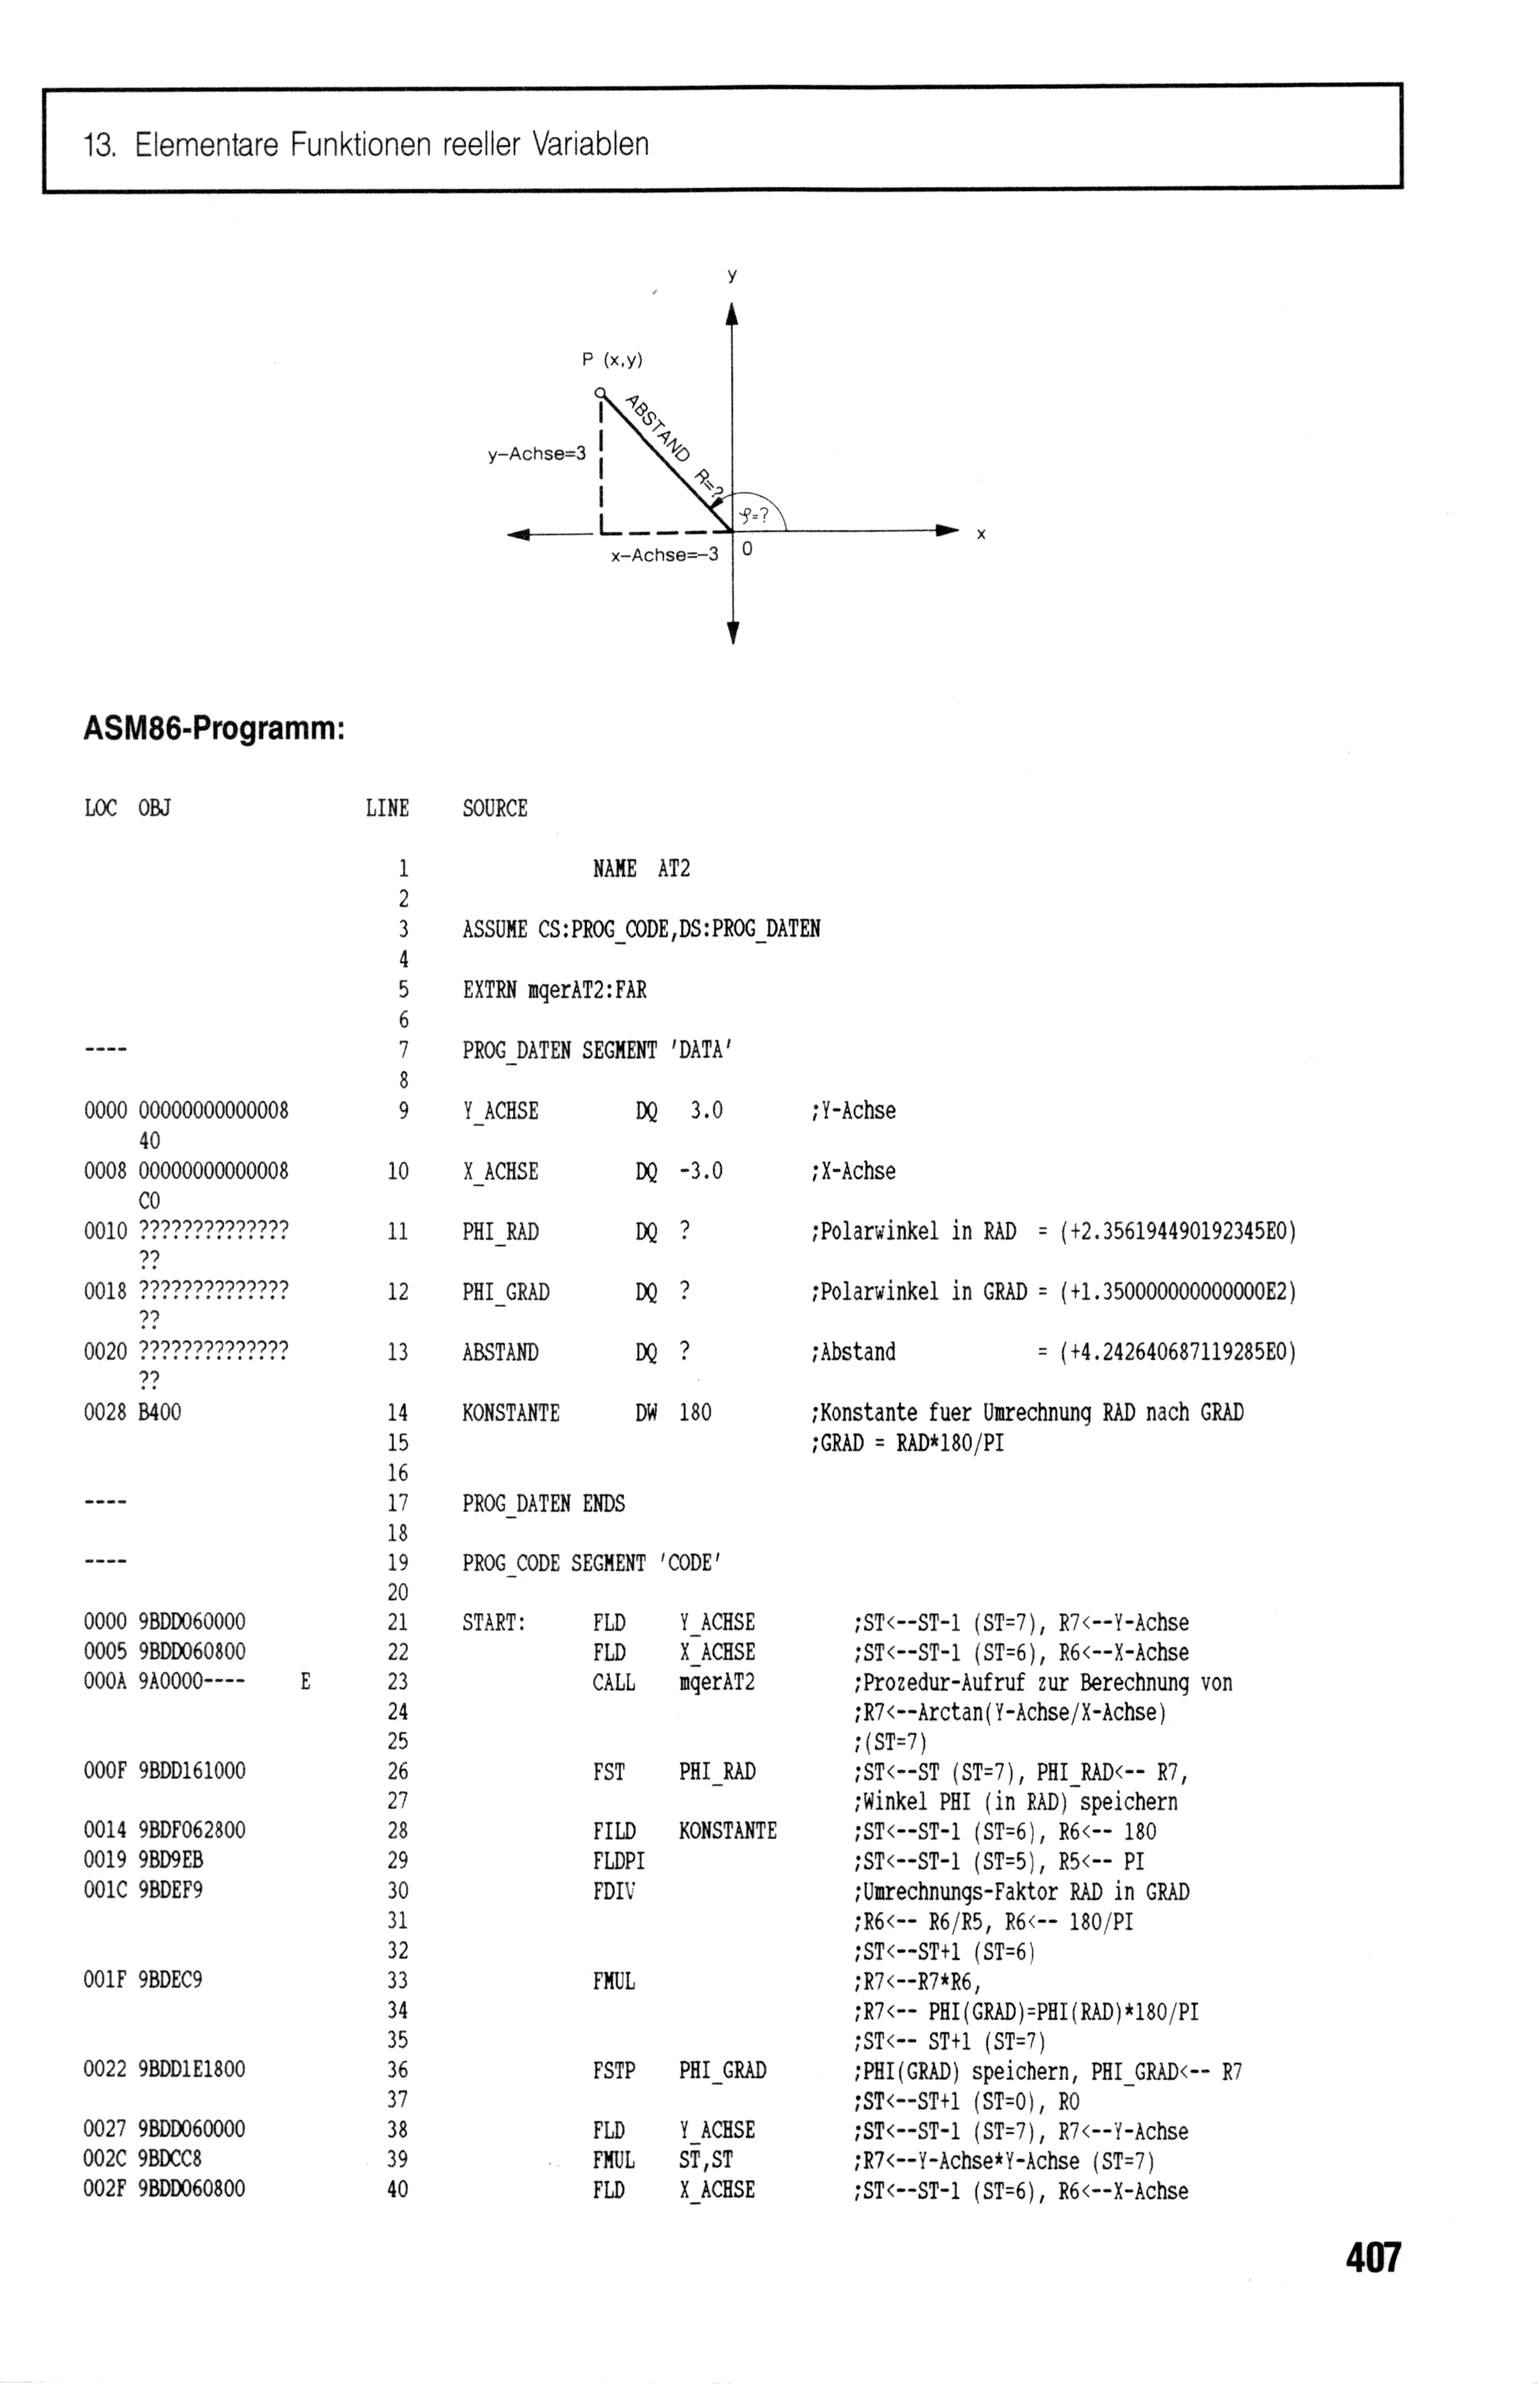 13. Elementare Funktionen reeller Variablen
y
P (x,y)
ABSTAND R=?
y-Achse=3
φ=?
x
x-Achse=-3
0
ASM86-Programm:
LOC OBJ LINE SOURCE
1 NAME AT2
2
3 ASSUME CS:PROG_CODE,DS:PROG_DATEN
4
5 EXTRN mqerAT2:FAR
6
---- 7 PROG_DATEN SEGMENT 'DATA'
8
0000 00000000000008 9 Y_ACHSE DQ 3.0 ;Y-Achse
40
0008 00000000000008 10 X_ACHSE DQ -3.0 ;X-Achse
C0
0010 ?????????????? 11 PHI_RAD DQ ? ;Polarwinkel in RAD = (+2.356194490192345E0)
??
0018 ?????????????? 12 PHI_GRAD DQ ? ;Polarwinkel in GRAD = (+1.350000000000000E2)
??
0020 ?????????????? 13 ABSTAND DQ ? ;Abstand = (+4.242640687119285E0)
??
0028 B400 14 KONSTANTE DW 180 ;Konstante fuer Umrechnung RAD nach GRAD
15 ;GRAD = RAD*180/PI
16
---- 17 PROG_DATEN ENDS
18
---- 19 PROG_CODE SEGMENT 'CODE'
20
0000 9BDD060000 21 START: FLD Y_ACHSE ;ST<--ST-1 (ST=7), R7<--Y-Achse
0005 9BDD060800 22 FLD X_ACHSE ;ST<--ST-1 (ST=6), R6<--X-Achse
000A 9A0000---- E 23 CALL mqerAT2 ;Prozedur-Aufruf zur Berechnung von
24 ;R7<--Arctan(Y-Achse/X-Achse)
25 ;(ST=7)
000F 9BDD161000 26 FST PHI_RAD ;ST<--ST (ST=7), PHI_RAD<-- R7,
27 ;Winkel PHI (in RAD) speichern
0014 9BDF062800 28 FILD KONSTANTE ;ST<--ST-1 (ST=6), R6<-- 180
0019 9BD9EB 29 FLDPI ;ST<--ST-1 (ST=5), R5<-- PI
001C 9BDEF9 30 FDIV ;Umrechnungs-Faktor RAD in GRAD
31 ;R6<-- R6/R5, R6<-- 180/PI
32 ;ST<--ST+1 (ST=6)
001F 9BDEC9 33 FMUL ;R7<--R7*R6,
34 ;R7<-- PHI(GRAD)=PHI(RAD)*180/PI
35 ;ST<-- ST+1 (ST=7)
0022 9BDD1E1800 36 FSTP PHI_GRAD ;PHI(GRAD) speichern, PHI_GRAD<-- R7
37 ;ST<--ST+1 (ST=0), R0
0027 9BDD060000 38 FLD Y_ACHSE ;ST<--ST-1 (ST=7), R7<--Y-Achse
002C 9BDCC8 39 FMUL ST,ST ;R7<--Y-Achse*Y-Achse (ST=7)
002F 9BDD060800 40 FLD X_ACHSE ;ST<--ST-1 (ST=6), R6<--X-Achse
407